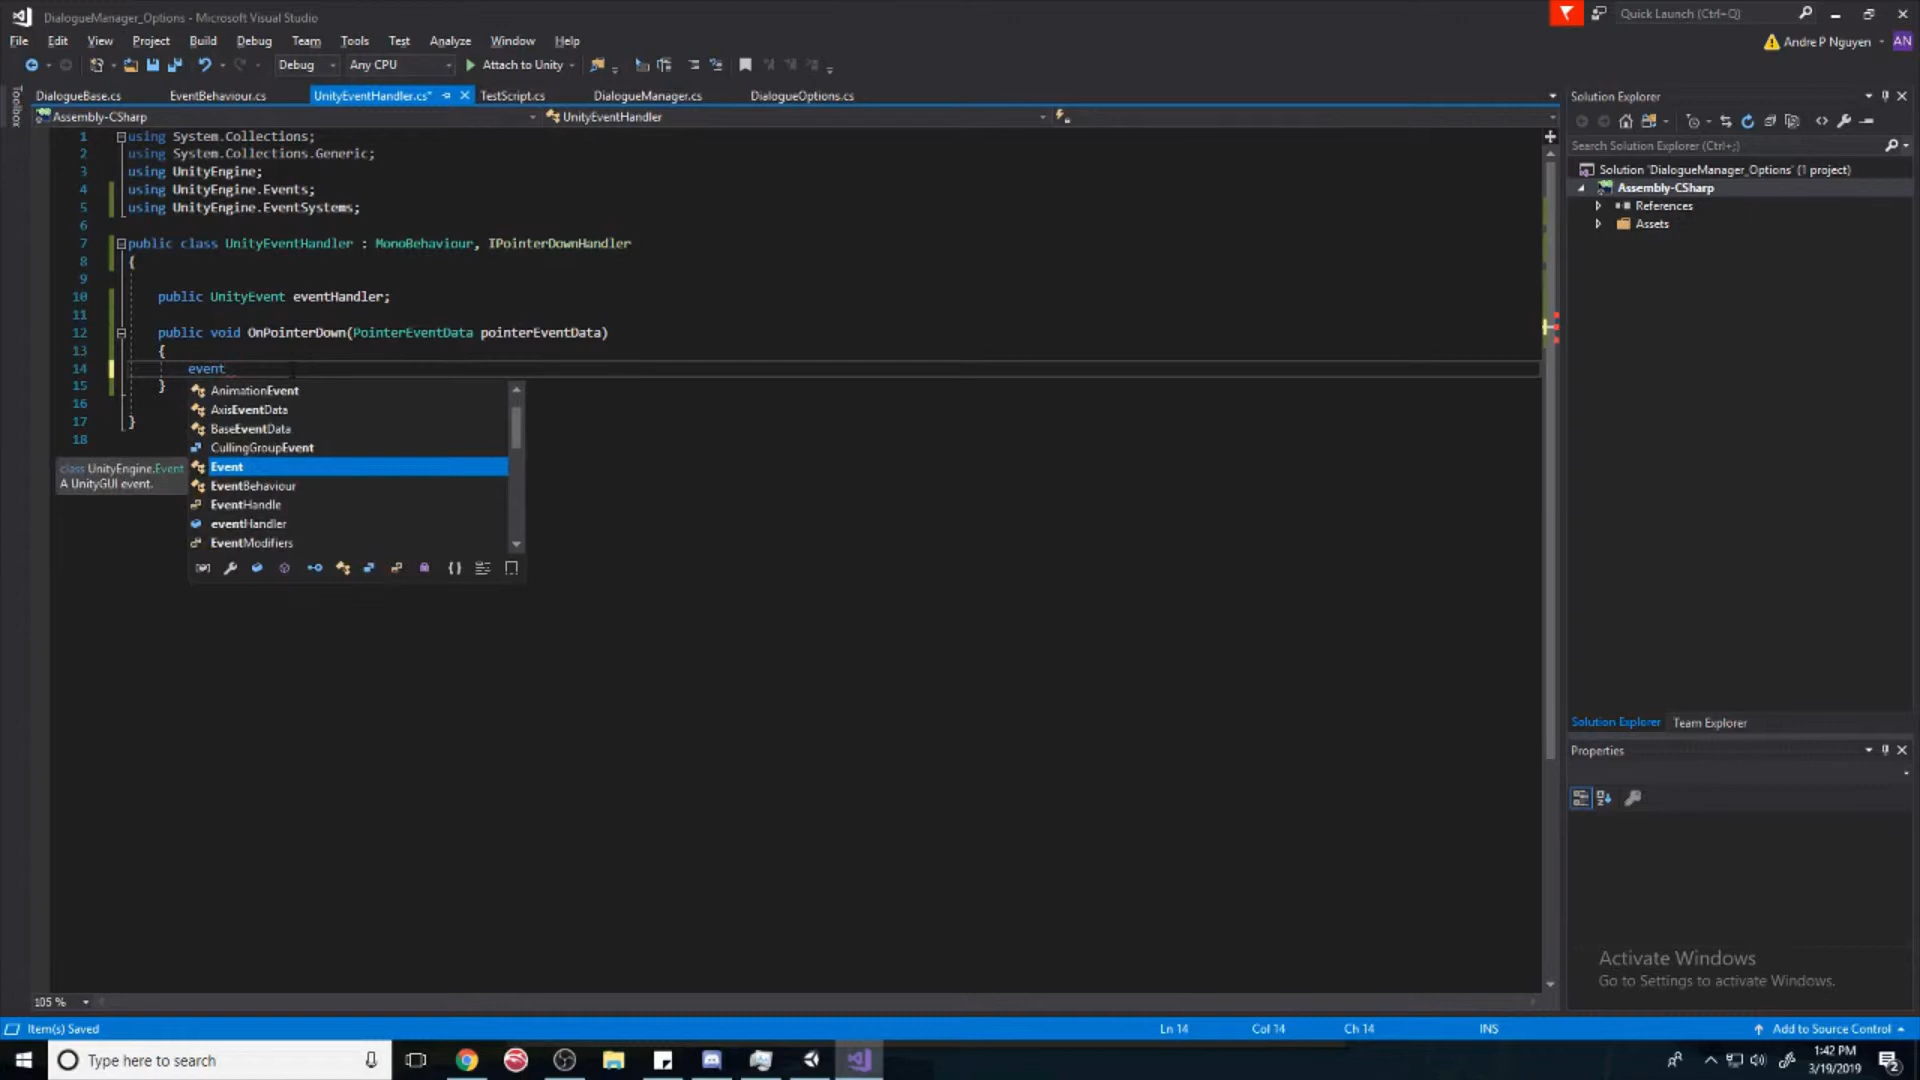 DialogueManager_Options - Microsoft Visual Studio
Quick Launch (Ctrl+Q)
File Edit View Project Build Debug Team Tools Test Analyze Window Help
Andre P Nguyen AN
Debug Any CPU Attach to Unity
Toolbox
DialogueBase.cs EventBehaviour.cs UnityEventHandler.cs* TestScript.cs DialogueManager.cs DialogueOptions.cs
Assembly-CSharp UnityEventHandler
1 using System.Collections;
2 using System.Collections.Generic;
3 using UnityEngine;
4 using UnityEngine.Events;
5 using UnityEngine.EventSystems;
6
7 public class UnityEventHandler : MonoBehaviour, IPointerDownHandler
8 {
9
10 public UnityEvent eventHandler;
11
12 public void OnPointerDown(PointerEventData pointerEventData)
13 {
14 event
15 }
16
17 }
18
AnimationEvent
AxisEventData
BaseEventData
CullingGroupEvent
Event
EventBehaviour
EventHandle
eventHandler
EventModifiers
class UnityEngine.Event
A UnityGUI event.
Solution Explorer
Search Solution Explorer (Ctrl+;)
Solution 'DialogueManager_Options' (1 project)
Assembly-CSharp
References
Assets
Solution Explorer Team Explorer
Properties
Activate Windows
Go to Settings to activate Windows.
105 %
Item(s) Saved Ln 14 Col 14 Ch 14 INS Add to Source Control
Type here to search
1:42 PM
3/19/2019
2